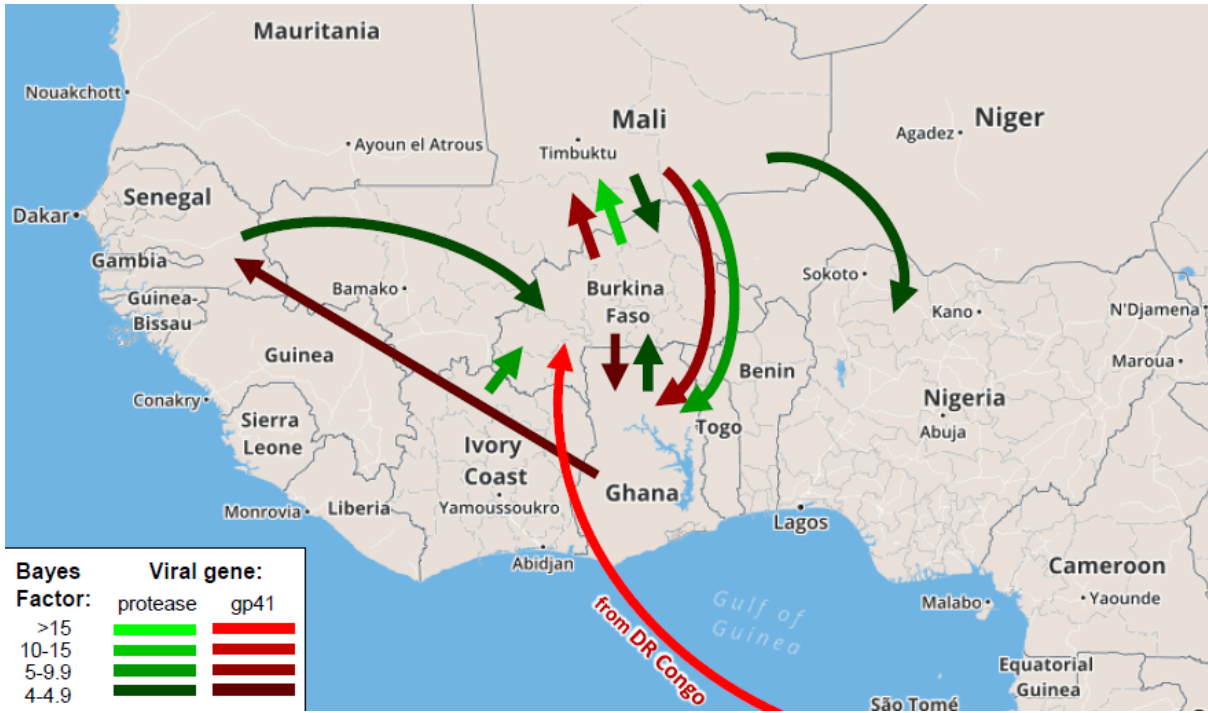 Mauritania
Nouakchott
Ayoun el Atrous
Mali
Timbuktu
Niger
Agadez
Senegal
Dakar
Gambia
Guinea-
Bissau
Bamako
Burkina
Faso
Sokoto
Kano
N'Djamena
Maroua
Guinea
Conakry
Sierra
Leone
Benin
Nigeria
Abuja
Togo
Ivory
Coast
Yamoussoukro
Ghana
Monrovia
Liberia
Lagos
Abidjan
Cameroon
Yaounde
Malabo
Gulf of
Guinea
from DR Congo
Equatorial
Guinea
São Tomé
Bayes
Factor:
Viral gene:
protease gp41
>15
10-15
5-9.9
4-4.9